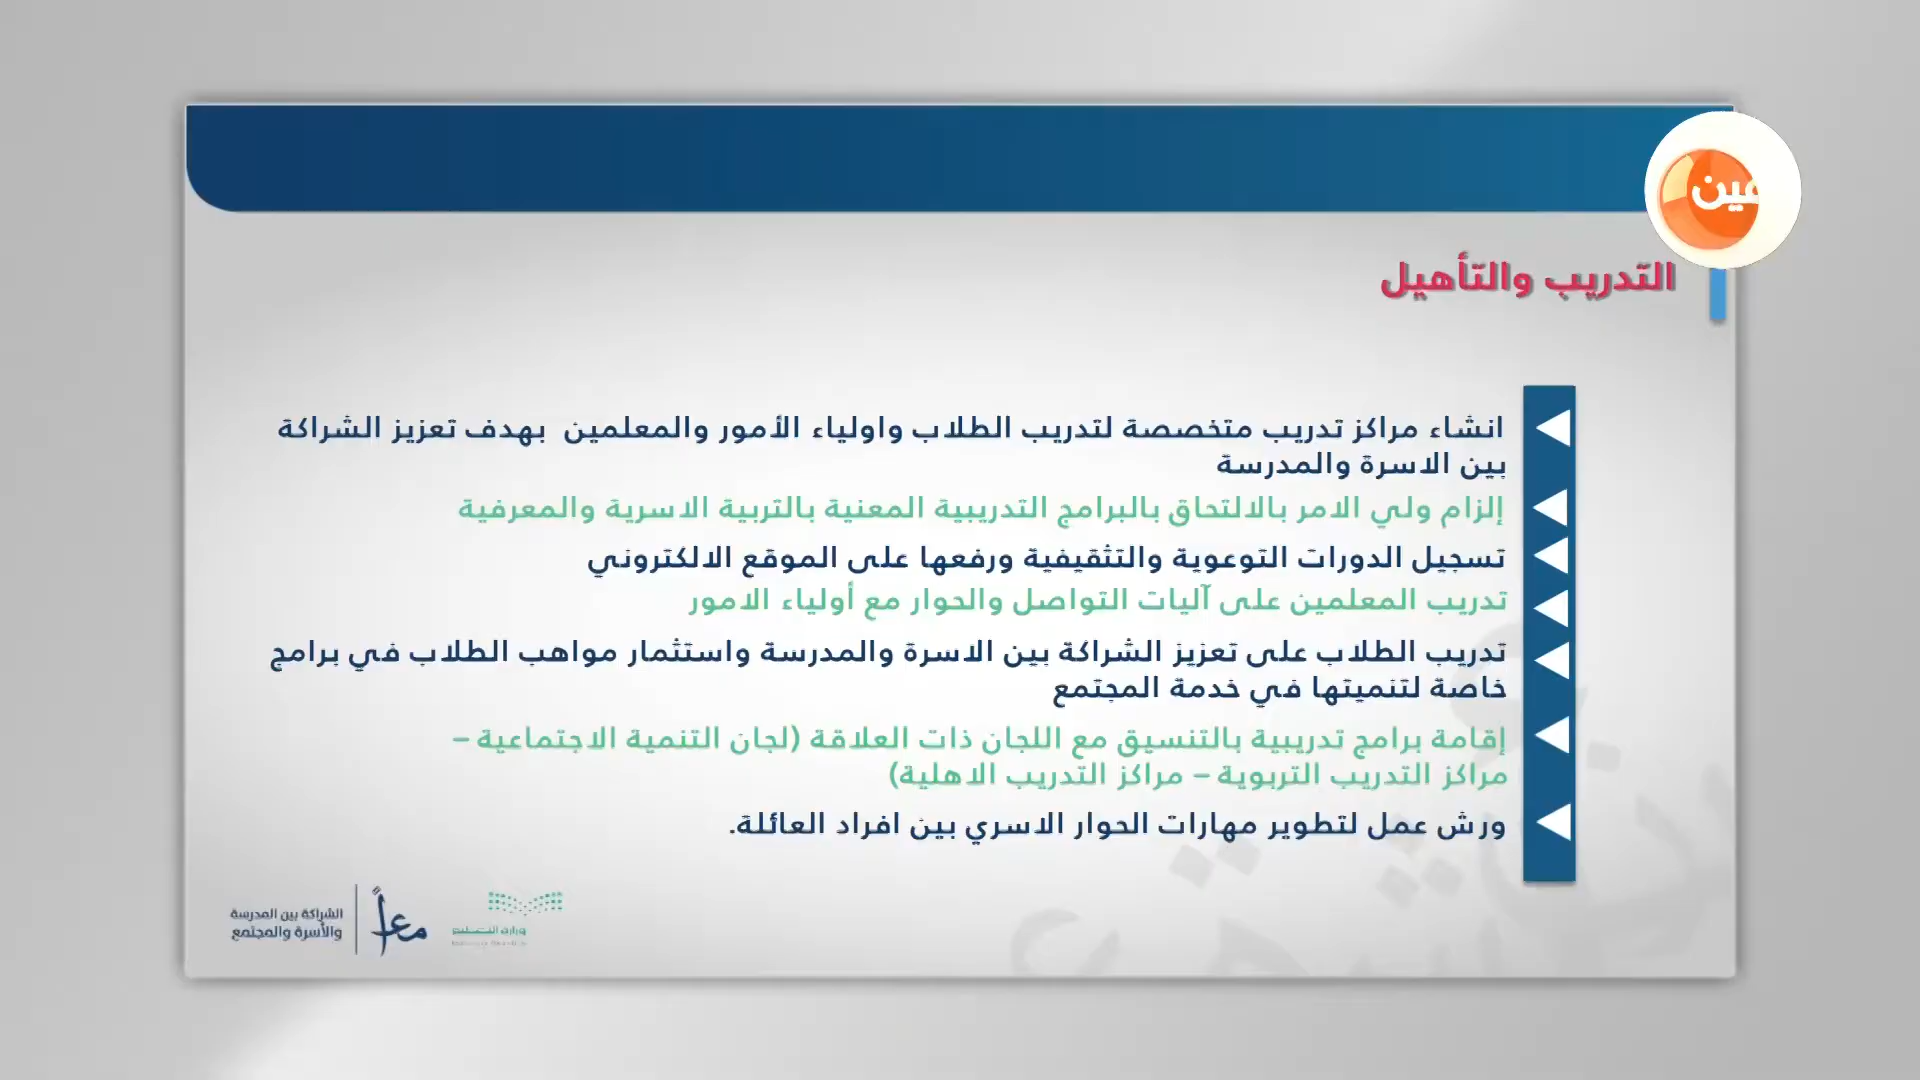 عين
التدريب والتأهيل
انشاء مراكز تدريب متخصصة لتدريب الطلاب واولياء الأمور والمعلمين بهدف تعزيز الشراكة
بين الاسرة والمدرسة
إلزام ولي الامر بالالتحاق بالبرامج التدريبية المعنية بالتربية الاسرية والمعرفية
تسجيل الدورات التوعوية والتثقيفية ورفعها على الموقع الالكتروني
تدريب المعلمين على آليات التواصل والحوار مع أولياء الامور
تدريب الطلاب على تعزيز الشراكة بين الاسرة والمدرسة واستثمار مواهب الطلاب في برامج
خاصة لتنميتها في خدمة المجتمع
إقامة برامج تدريبية بالتنسيق مع اللجان ذات العلاقة (لجان التنمية الاجتماعية –
مراكز التدريب التربوية – مراكز التدريب الاهلية)
ورش عمل لتطوير مهارات الحوار الاسري بين افراد العائلة.
وزارة التعليم
معاً
الشراكة بين المدرسة
والأسرة والمجتمع